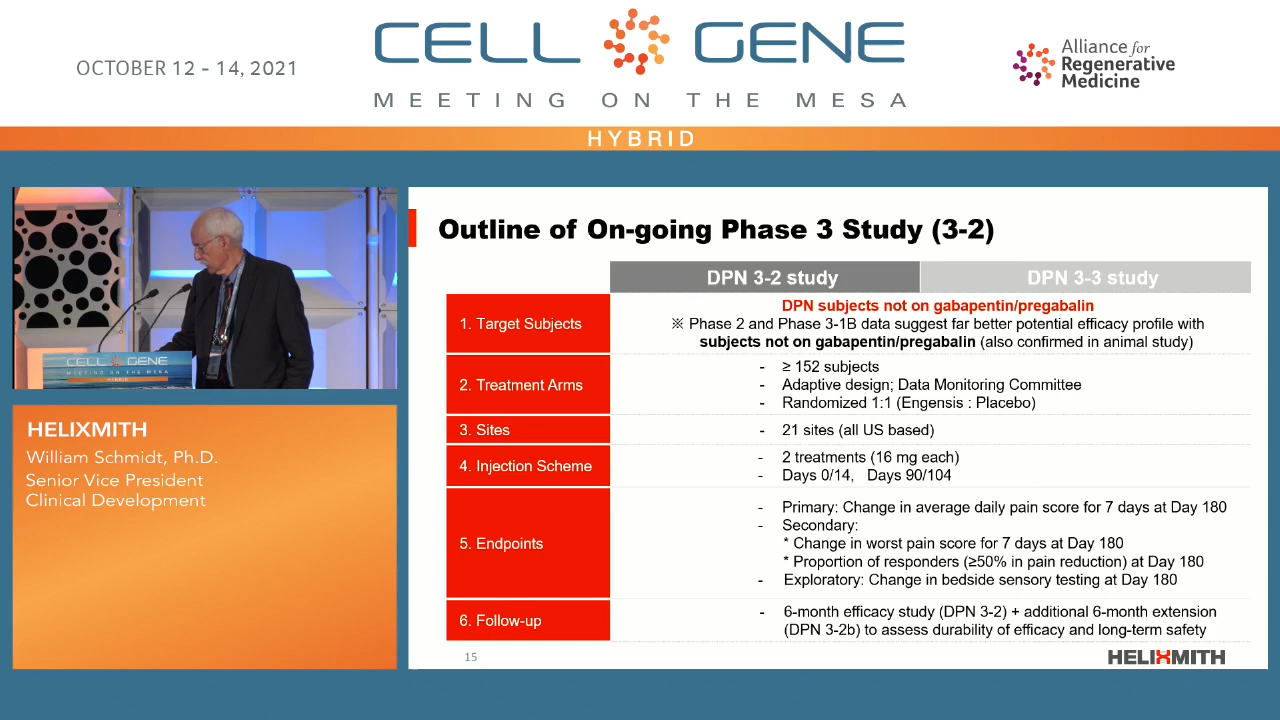 OCTOBER 12 - 14, 2021
CELL GENE
MEETING ON THE MESA
Alliance for
Regenerative
Medicine
HYBRID
CELL GENE
MEETING ON THE MESA
HYBRID
HELIXMITH
William Schmidt, Ph.D.
Senior Vice President
Clinical Development
Outline of On-going Phase 3 Study (3-2)
DPN 3-2 study DPN 3-3 study
1. Target Subjects
DPN subjects not on gabapentin/pregabalin
※ Phase 2 and Phase 3-1B data suggest far better potential efficacy profile with
subjects not on gabapentin/pregabalin (also confirmed in animal study)
2. Treatment Arms
- ≥ 152 subjects
- Adaptive design; Data Monitoring Committee
- Randomized 1:1 (Engensis : Placebo)
3. Sites
- 21 sites (all US based)
4. Injection Scheme
- 2 treatments (16 mg each)
- Days 0/14, Days 90/104
5. Endpoints
- Primary: Change in average daily pain score for 7 days at Day 180
- Secondary:
* Change in worst pain score for 7 days at Day 180
* Proportion of responders (≥50% in pain reduction) at Day 180
- Exploratory: Change in bedside sensory testing at Day 180
6. Follow-up
- 6-month efficacy study (DPN 3-2) + additional 6-month extension
(DPN 3-2b) to assess durability of efficacy and long-term safety
15
HELIXMITH